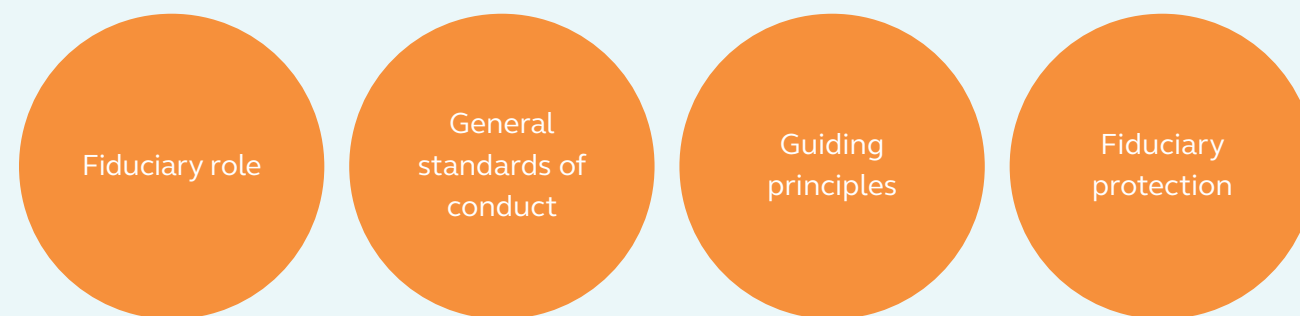 Fiduciary role
General
standards of
conduct
Guiding
principles
Fiduciary
protection